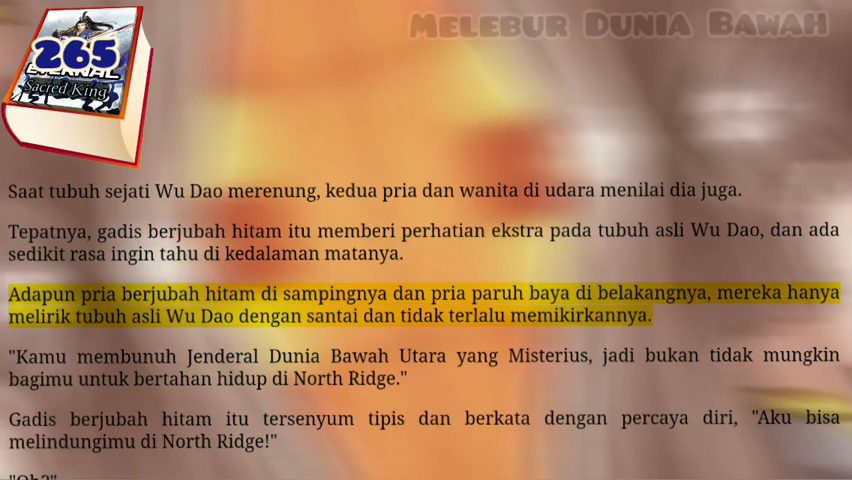 Melebur Dunia Bawah
265
Eternal
Sacred King
Saat tubuh sejati Wu Dao merenung, kedua pria dan wanita di udara menilai dia juga.
Tepatnya, gadis berjubah hitam itu memberi perhatian ekstra pada tubuh asli Wu Dao, dan ada
sedikit rasa ingin tahu di kedalaman matanya.
Adapun pria berjubah hitam di sampingnya dan pria paruh baya di belakangnya, mereka hanya
melirik tubuh asli Wu Dao dengan santai dan tidak terlalu memikirkannya.
"Kamu membunuh Jenderal Dunia Bawah Utara yang Misterius, jadi bukan tidak mungkin
bagimu untuk bertahan hidup di North Ridge."
Gadis berjubah hitam itu tersenyum tipis dan berkata dengan percaya diri, "Aku bisa
melindungimu di North Ridge!"
"Oh?"